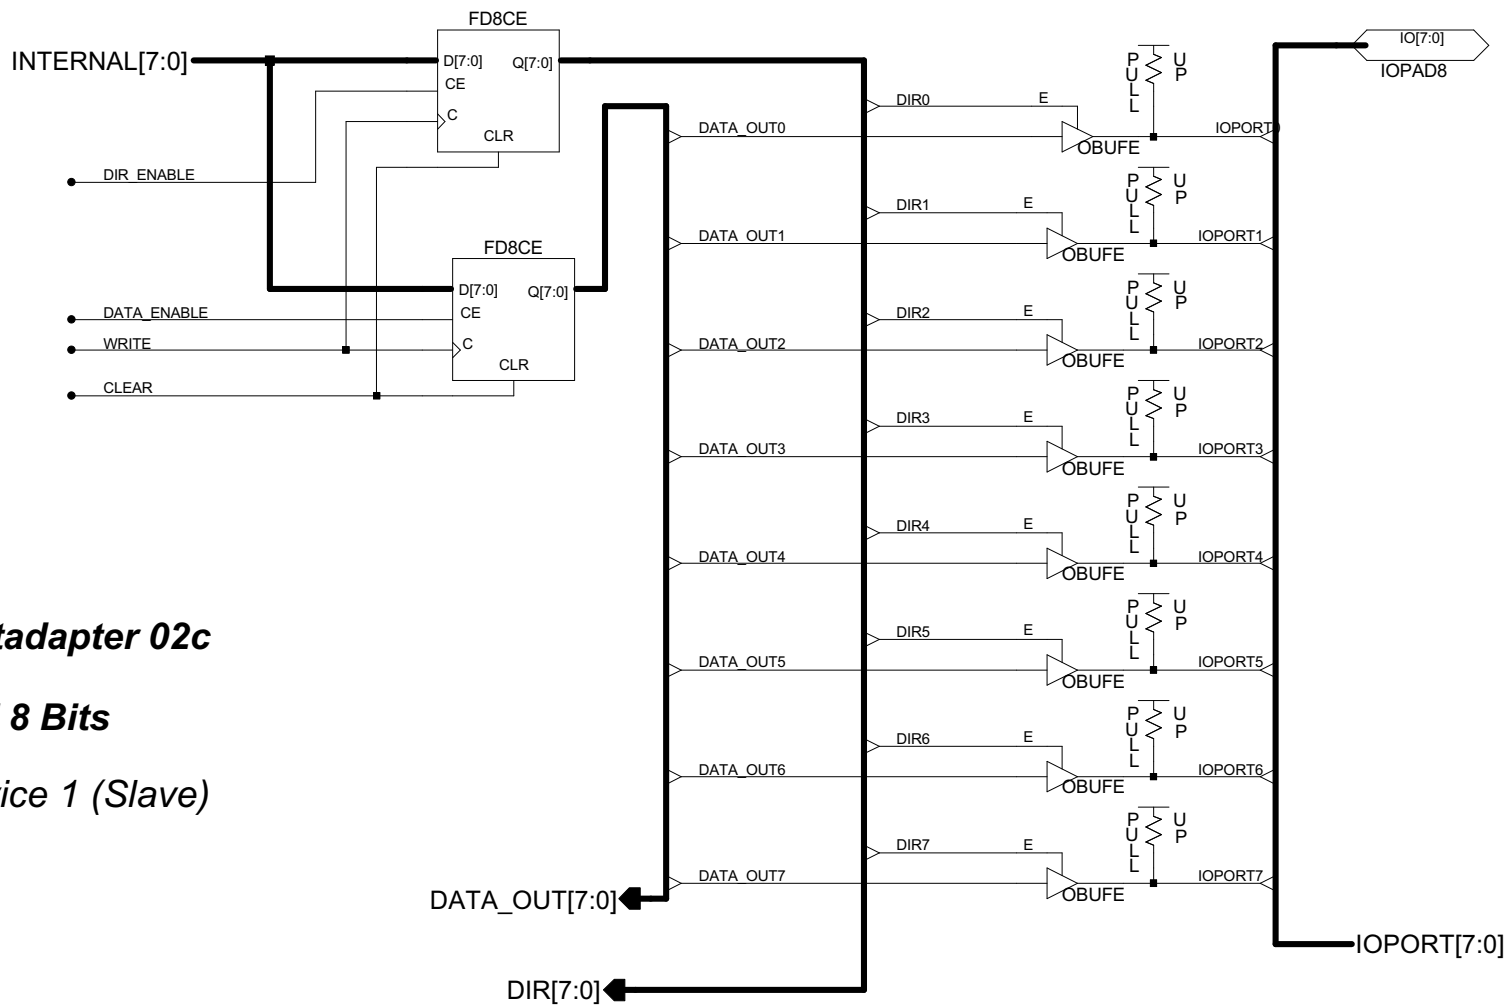 FD8CE
INTERNAL[7:0]
D[7:0] Q[7:0]
CE
C
CLR
DIR_ENABLE
FD8CE
D[7:0] Q[7:0]
CE
C
CLR
DATA_ENABLE
WRITE
CLEAR
IO[7:0]
IOPAD8
DIR0 E PULL UP
DATA_OUT0 OBUFE IOPORT0
DIR1 E PULL UP
DATA_OUT1 OBUFE IOPORT1
DIR2 E PULL UP
DATA_OUT2 OBUFE IOPORT2
DIR3 E PULL UP
DATA_OUT3 OBUFE IOPORT3
DIR4 E PULL UP
DATA_OUT4 OBUFE IOPORT4
DIR5 E PULL UP
DATA_OUT5 OBUFE IOPORT5
DIR6 E PULL UP
DATA_OUT6 OBUFE IOPORT6
DIR7 E PULL UP
DATA_OUT7 OBUFE IOPORT7
tadapter 02c
8 Bits
ice 1 (Slave)
DATA_OUT[7:0]
IOPORT[7:0]
DIR[7:0]